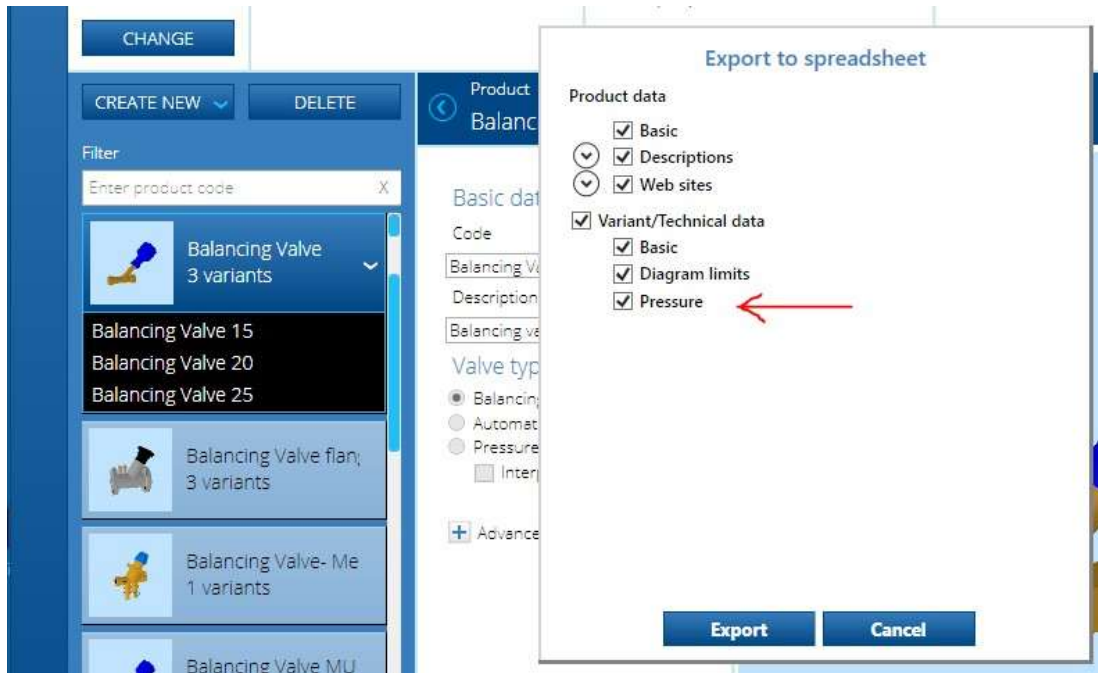 CHANGE
CREATE NEW
DELETE
Filter
Enter product code
X
Balancing Valve
3 variants
Balancing Valve 15
Balancing Valve 20
Balancing Valve 25
Balancing Valve flan
3 variants
Balancing Valve- Me
1 variants
Balancing Valve MU
Product
Balanc
Basic dat
Code
Balancing Va
Description
Balancing va
Valve typ
Balancin
Automat
Pressure
Inter
Advance
Export to spreadsheet
Product data
Basic
Descriptions
Web sites
Variant/Technical data
Basic
Diagram limits
Pressure
Export
Cancel